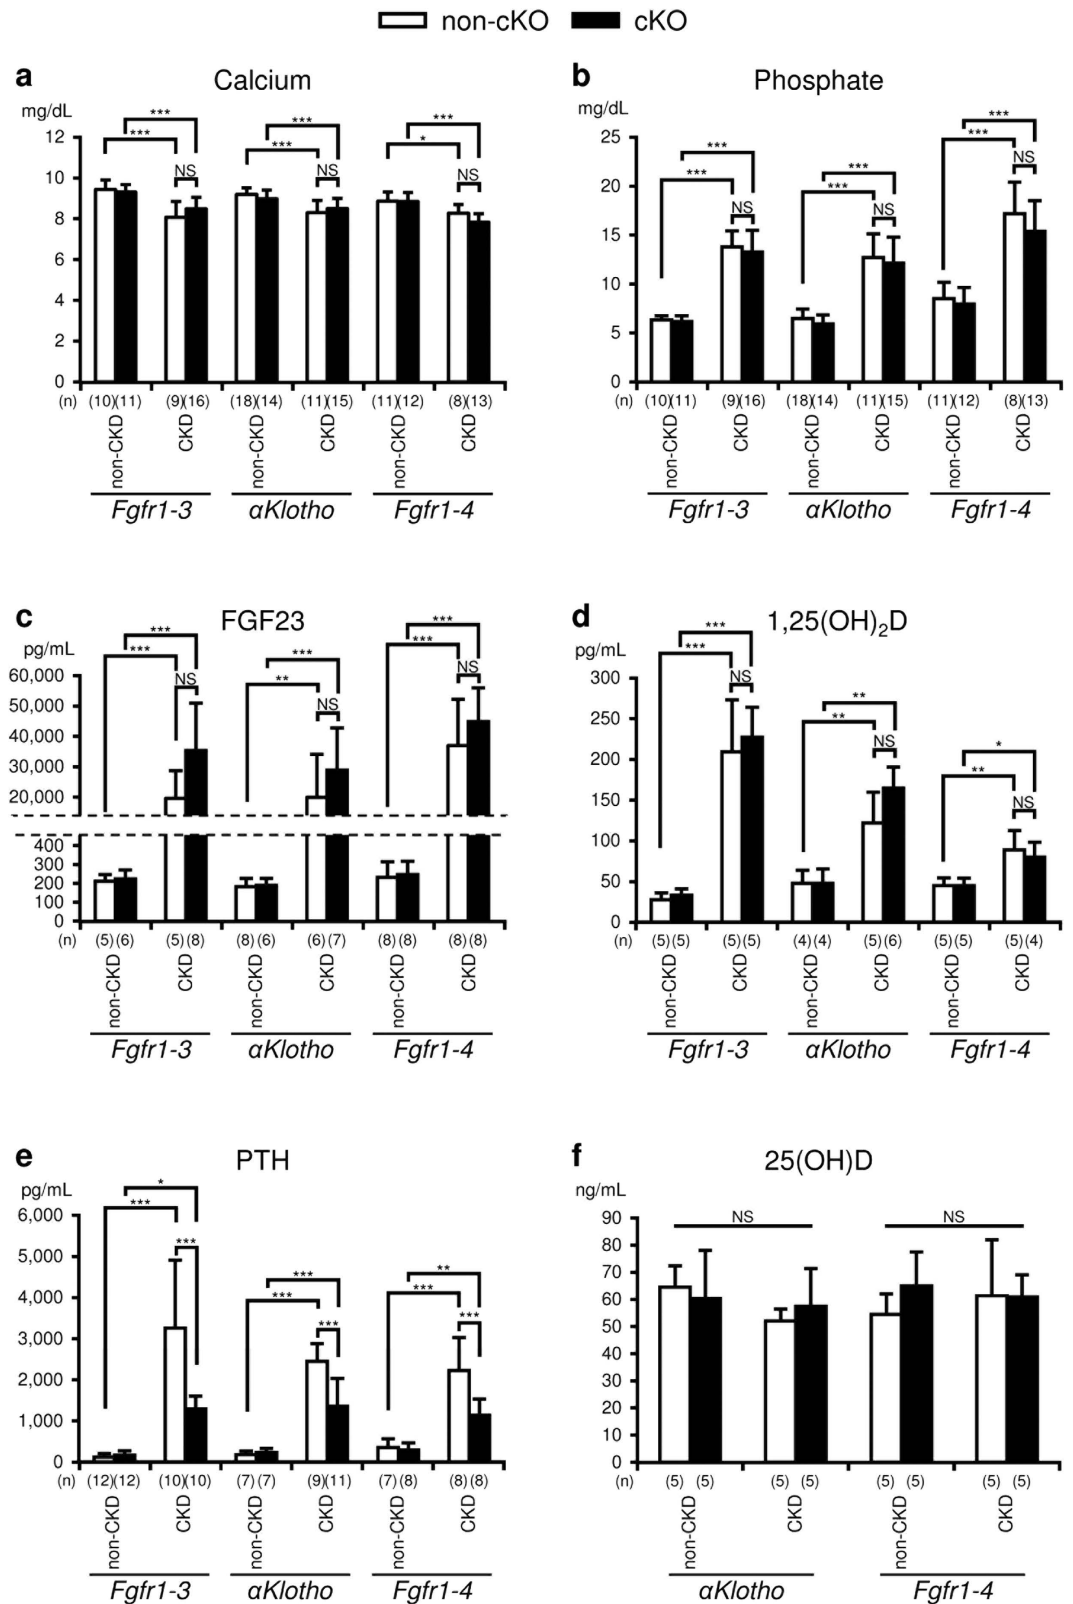 non-cKO cKO
a Calcium
mg/dL
12
10
8
6
4
2
0
*** *** NS *** *** NS *** * NS
(n) (10)(11) (9)(16) (18)(14) (11)(15) (11)(12) (8)(13)
non-CKD CKD non-CKD CKD non-CKD CKD
Fgfr1-3 αKlotho Fgfr1-4
b Phosphate
mg/dL
25
20
15
10
5
0
*** *** NS *** *** NS *** *** NS
(n) (10)(11) (9)(16) (18)(14) (11)(15) (11)(12) (8)(13)
non-CKD CKD non-CKD CKD non-CKD CKD
Fgfr1-3 αKlotho Fgfr1-4
c FGF23
pg/mL
60,000
50,000
40,000
30,000
20,000
400
300
200
100
0
*** *** NS *** ** NS *** *** NS
(n) (5)(6) (5)(8) (8)(6) (6)(7) (8)(8) (8)(8)
non-CKD CKD non-CKD CKD non-CKD CKD
Fgfr1-3 αKlotho Fgfr1-4
d 1,25(OH)₂D
pg/mL
300
250
200
150
100
50
0
*** *** NS ** ** NS * ** NS
(n) (5)(5) (5)(5) (4)(4) (5)(6) (5)(5) (5)(4)
non-CKD CKD non-CKD CKD non-CKD CKD
Fgfr1-3 αKlotho Fgfr1-4
e PTH
pg/mL
6,000
5,000
4,000
3,000
2,000
1,000
0
* *** *** *** *** *** ** *** ***
(n) (12)(12) (10)(10) (7)(7) (9)(11) (7)(8) (8)(8)
non-CKD CKD non-CKD CKD non-CKD CKD
Fgfr1-3 αKlotho Fgfr1-4
f 25(OH)D
ng/mL
90
80
70
60
50
40
30
20
10
0
NS NS
(n) (5) (5) (5) (5) (5) (5) (5) (5)
non-CKD CKD non-CKD CKD
αKlotho Fgfr1-4